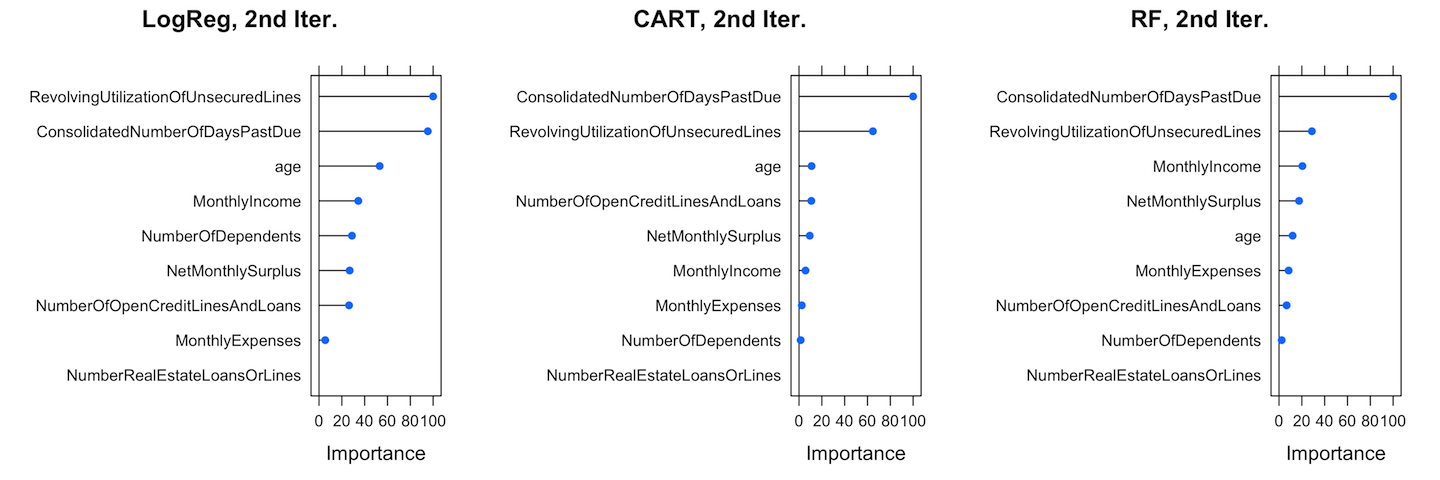 LogReg, 2nd Iter.
RevolvingUtilizationOfUnsecuredLines
ConsolidatedNumberOfDaysPastDue
age
MonthlyIncome
NumberOfDependents
NetMonthlySurplus
NumberOfOpenCreditLinesAndLoans
MonthlyExpenses
NumberRealEstateLoansOrLines
0 20 40 60 80 100
Importance
CART, 2nd Iter.
ConsolidatedNumberOfDaysPastDue
RevolvingUtilizationOfUnsecuredLines
age
NumberOfOpenCreditLinesAndLoans
NetMonthlySurplus
MonthlyIncome
MonthlyExpenses
NumberOfDependents
NumberRealEstateLoansOrLines
0 20 40 60 80 100
Importance
RF, 2nd Iter.
ConsolidatedNumberOfDaysPastDue
RevolvingUtilizationOfUnsecuredLines
MonthlyIncome
NetMonthlySurplus
age
MonthlyExpenses
NumberOfOpenCreditLinesAndLoans
NumberOfDependents
NumberRealEstateLoansOrLines
0 20 40 60 80 100
Importance